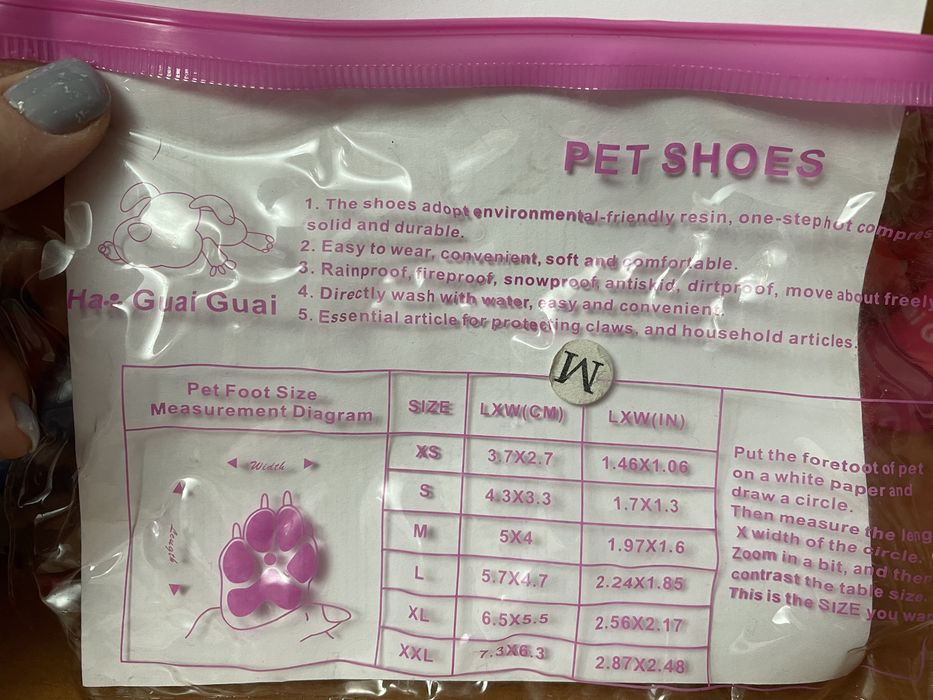 PET SHOES
1. The shoes adopt environmental-friendly resin, one-stephot compres
solid and durable.
2. Easy to wear, convenient, soft and comfortable.
3. Rainproof, fireproof, snowproof, antiskid, dirtproof, move about freely
4. Directly wash with water, easy and convenient.
5. Essential article for protecting claws, and household articles.
Guai Guai
M
Pet Foot Size
Measurement Diagram
Width
Length
SIZE LXW(CM) LXW(IN)
XS 3.7X2.7 1.46X1.06
S 4.3X3.3 1.7X1.3
M 5X4 1.97X1.6
L 5.7X4.7 2.24X1.85
XL 6.5X5.5 2.56X2.17
XXL 7.3X6.3 2.87X2.48
Put the foretoot of pet
on a white paper and
draw a circle.
Then measure the leng
X width of the circle.
Zoom in a bit, and then
contrast the table size.
This is the SIZE you wan